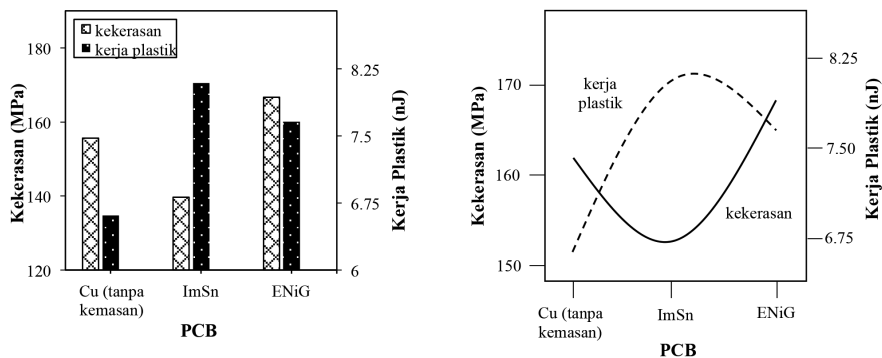 kekerasan
kerja plastik
Kekerasan (MPa)
180
160
140
120
8.25
7.5
6.75
6
Kerja Plastik (nJ)
Cu (tanpa
kemasan)
ImSn
ENiG
PCB
Kekerasan (MPa)
170
160
150
kerja
plastik
kekerasan
8.25
7.50
6.75
Kerja Plastik (nJ)
Cu (tanpa
kemasan)
ImSn
ENiG
PCB